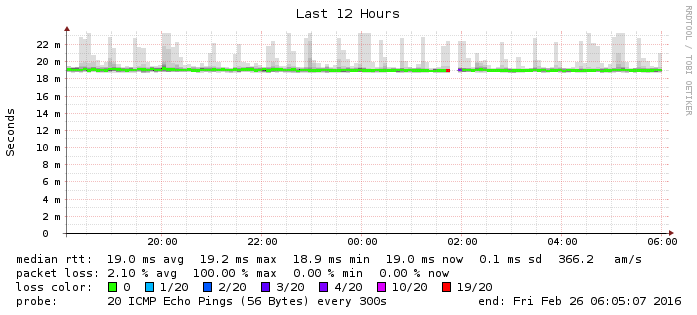 Last 12 Hours
RRDTOOL / TOBI OETIKER
Seconds
22 m
20 m
18 m
16 m
14 m
12 m
10 m
8 m
6 m
4 m
2 m
0
20:00 22:00 00:00 02:00 04:00 06:00
median rtt: 19.0 ms avg 19.2 ms max 18.9 ms min 19.0 ms now 0.1 ms sd 366.2 am/s
packet loss: 2.10 % avg 100.00 % max 0.00 % min 0.00 % now
loss color: 0 1/20 2/20 3/20 4/20 10/20 19/20
probe: 20 ICMP Echo Pings (56 Bytes) every 300s end: Fri Feb 26 06:05:07 2016